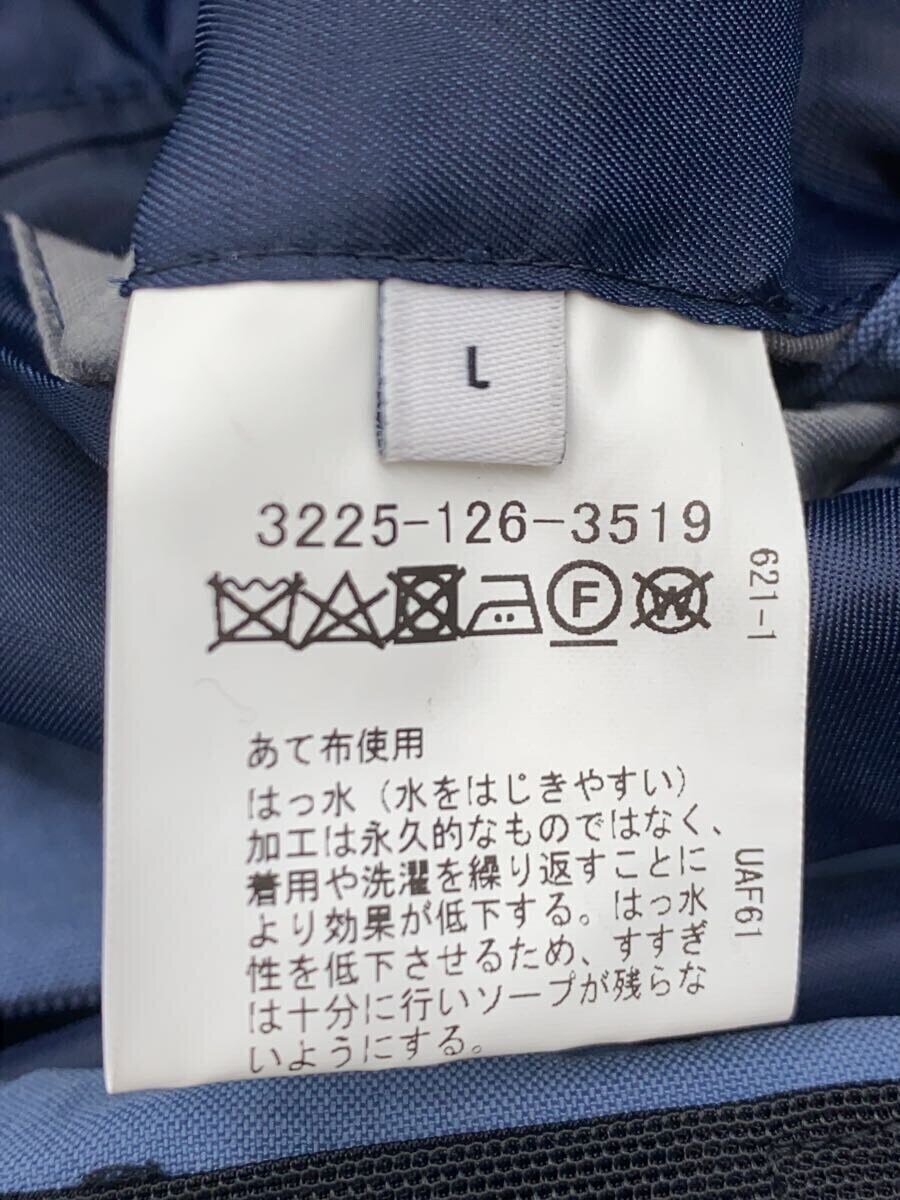 L
3225-126-3519
F W
621-1
あて布使用
はっ水（水をはじきやすい）
加工は永久的なものではなく、
着用や洗濯を繰り返すことに
より効果が低下する。はっ水
性を低下させるため、すすぎ
は十分に行いソープが残らな
いようにする。
UAF61